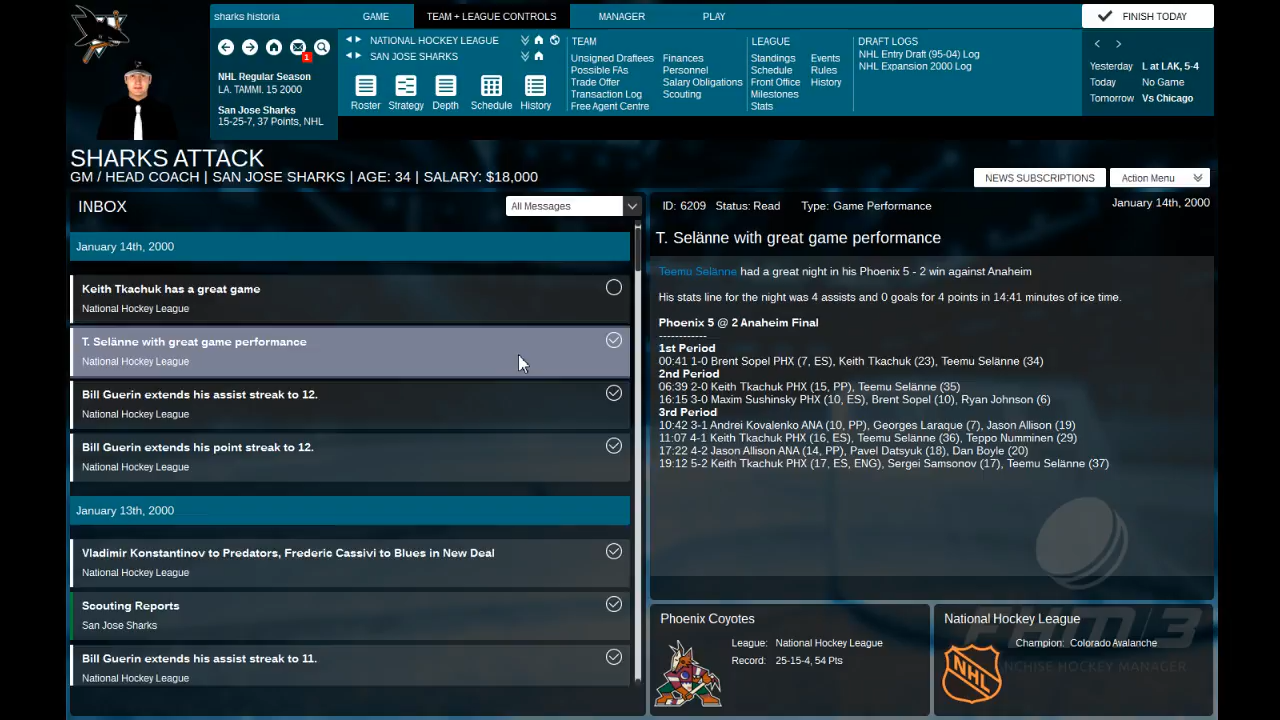 sharks historia
GAME
TEAM + LEAGUE CONTROLS
MANAGER
PLAY
FINISH TODAY
1
NHL Regular Season
LA. TAMMI. 15 2000
San Jose Sharks
15-25-7, 37 Points, NHL
NATIONAL HOCKEY LEAGUE
SAN JOSE SHARKS
Roster
Strategy
Depth
Schedule
History
TEAM
Unsigned Draftees
Possible FAs
Trade Offer
Transaction Log
Free Agent Centre
Finances
Personnel
Salary Obligations
Scouting
LEAGUE
Standings
Schedule
Front Office
Milestones
Stats
Events
Rules
History
DRAFT LOGS
NHL Entry Draft (95-04) Log
NHL Expansion 2000 Log
Yesterday L at LAK, 5-4
Today No Game
Tomorrow Vs Chicago
SHARKS ATTACK
GM / HEAD COACH | SAN JOSE SHARKS | AGE: 34 | SALARY: $18,000
NEWS SUBSCRIPTIONS
Action Menu
INBOX
All Messages
January 14th, 2000
Keith Tkachuk has a great game
National Hockey League
T. Selänne with great game performance
National Hockey League
Bill Guerin extends his assist streak to 12.
National Hockey League
Bill Guerin extends his point streak to 12.
National Hockey League
January 13th, 2000
Vladimir Konstantinov to Predators, Frederic Cassivi to Blues in New Deal
National Hockey League
Scouting Reports
San Jose Sharks
Bill Guerin extends his assist streak to 11.
National Hockey League
ID: 6209 Status: Read Type: Game Performance
January 14th, 2000
T. Selänne with great game performance
Teemu Selänne had a great night in his Phoenix 5 - 2 win against Anaheim
His stats line for the night was 4 assists and 0 goals for 4 points in 14:41 minutes of ice time.
Phoenix 5 @ 2 Anaheim Final
------------
1st Period
00:41 1-0 Brent Sopel PHX (7, ES), Keith Tkachuk (23), Teemu Selänne (34)
2nd Period
06:39 2-0 Keith Tkachuk PHX (15, PP), Teemu Selänne (35)
16:15 3-0 Maxim Sushinsky PHX (10, ES), Brent Sopel (10), Ryan Johnson (6)
3rd Period
10:42 3-1 Andrei Kovalenko ANA (10, PP), Georges Laraque (7), Jason Allison (19)
11:07 4-1 Keith Tkachuk PHX (16, ES), Teemu Selänne (36), Teppo Numminen (29)
17:22 4-2 Jason Allison ANA (14, PP), Pavel Datsyuk (18), Dan Boyle (20)
19:12 5-2 Keith Tkachuk PHX (17, ES, ENG), Sergei Samsonov (17), Teemu Selänne (37)
Phoenix Coyotes
League: National Hockey League
Record: 25-15-4, 54 Pts
National Hockey League
Champion: Colorado Avalanche
NHL
FHM 3
NCHISE HOCKEY MANAGER